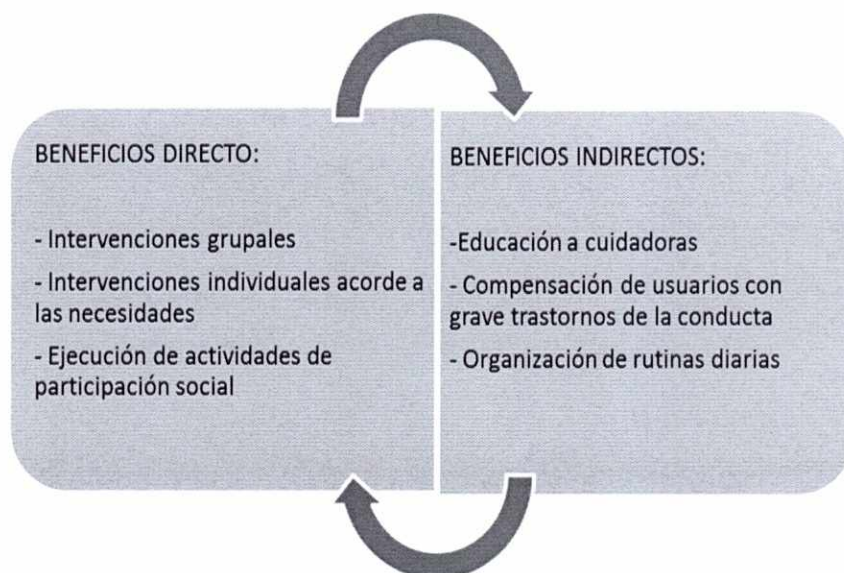 BENEFICIOS DIRECTO:
- Intervenciones grupales
- Intervenciones individuales acorde a
las necesidades
- Ejecución de actividades de
participación social
BENEFICIOS INDIRECTOS:
-Educación a cuidadoras
- Compensación de usuarios con
grave trastornos de la conducta
- Organización de rutinas diarias